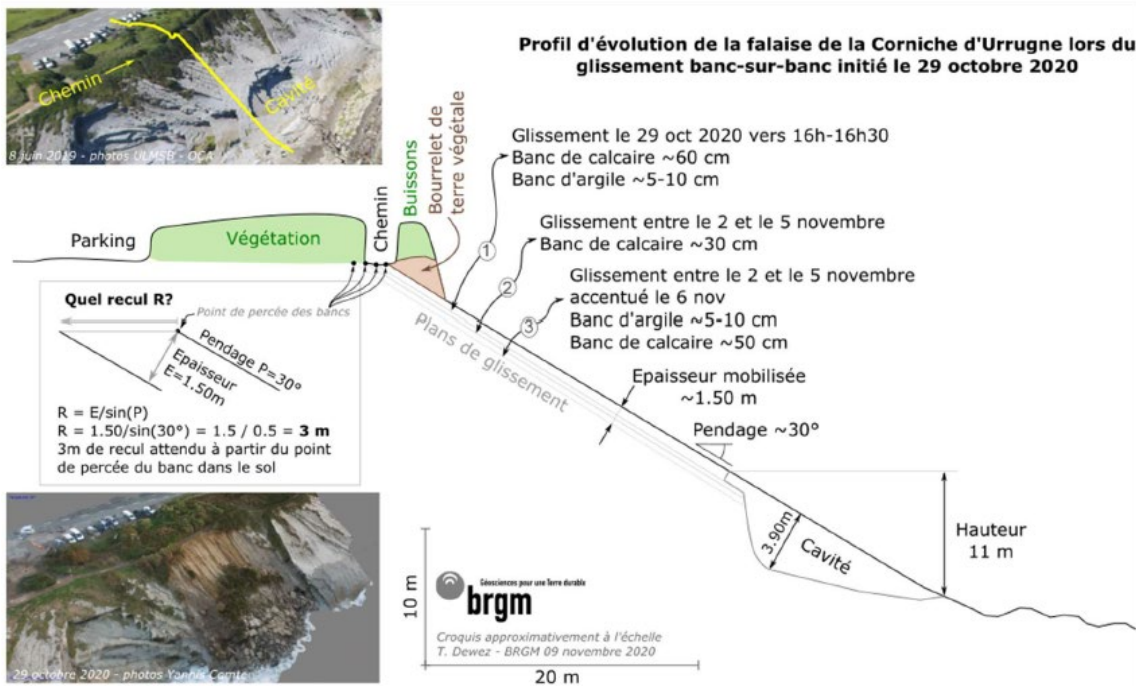 Profil d'évolution de la falaise de la Corniche d'Urrugne lors du
glissement banc-sur-banc initié le 29 octobre 2020
Chemin
Cavité
8 juin 2019 - photos ULMSB - OCA
Parking
Végétation
Chemin
Buissons
Bourrelet de
terre végétale
Glissement le 29 oct 2020 vers 16h-16h30
Banc de calcaire ~60 cm
Banc d'argile ~5-10 cm
1
Glissement entre le 2 et le 5 novembre
Banc de calcaire ~30 cm
2
Glissement entre le 2 et le 5 novembre
accentué le 6 nov
Banc d'argile ~5-10 cm
Banc de calcaire ~50 cm
3
Plans de glissement
Epaisseur mobilisée
~1.50 m
Pendage ~30°
Hauteur
11 m
3.90m
Cavité
Quel recul R?
Point de percée des bancs
Pendage P=30°
Epaisseur
E=1.50m
R = E/sin(P)
R = 1.50/sin(30°) = 1.5 / 0.5 = 3 m
3m de recul attendu à partir du point
de percée du banc dans le sol
29 octobre 2020 - photos Yannis Camte
10 m
Géosciences pour une Terre durable
brgm
Croquis approximativement à l'échelle
T. Dewez - BRGM 09 novembre 2020
20 m